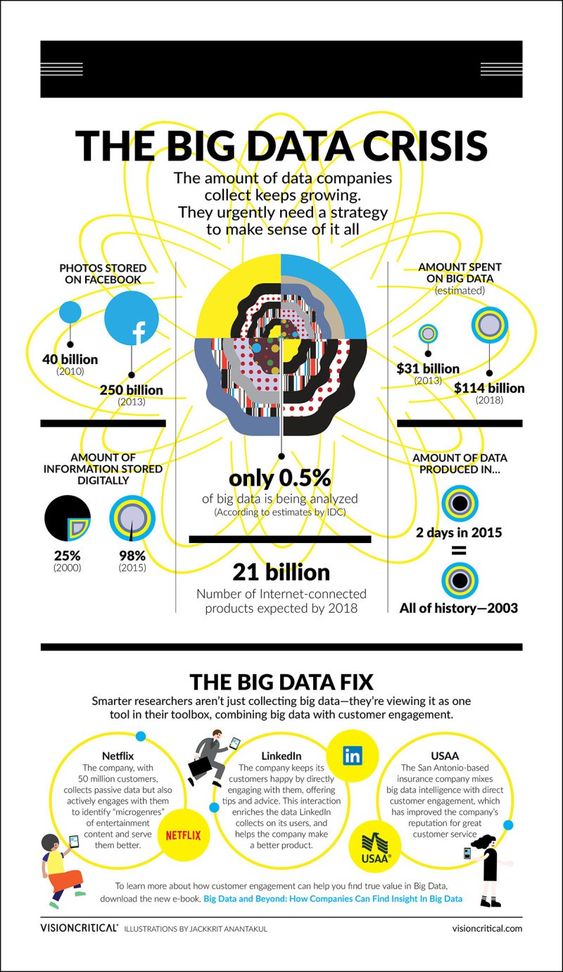 THE BIG DATA CRISIS
The amount of data companies
collect keeps growing.
They urgently need a strategy
to make sense of it all
PHOTOS STORED
ON FACEBOOK
f
40 billion
(2010)
250 billion
(2013)
AMOUNT SPENT
ON BIG DATA
(estimated)
$31 billion
(2013)
$114 billion
(2018)
AMOUNT OF
INFORMATION STORED
DIGITALLY
25%
(2000)
98%
(2015)
only 0.5%
of big data is being analyzed
(According to estimates by IDC)
21 billion
Number of Internet-connected
products expected by 2018
AMOUNT OF DATA
PRODUCED IN...
2 days in 2015
=
All of history—2003
THE BIG DATA FIX
Smarter researchers aren't just collecting big data—they're viewing it as one
tool in their toolbox, combining big data with customer engagement.
Netflix
The company, with
50 million customers,
collects passive data but also
actively engages with them
to identify "microgenres"
of entertainment
content and serve
them better.
NETFLIX
LinkedIn
The company keeps its
customers happy by directly
engaging with them, offering
tips and advice. This interaction
enriches the data LinkedIn
collects on its users, and
helps the company make
a better product.
in
USAA
The San Antonio-based
insurance company mixes
big data intelligence with direct
customer engagement, which
has improved the company's
reputation for great
customer service.
USAA®
To learn more about how customer engagement can help you find true value in Big Data,
download the new e-book. Big Data and Beyond: How Companies Can Find Insight In Big Data
VISIONCRITICAL® ILLUSTRATIONS BY JACKKRIT ANANTAKUL
visioncritical.com